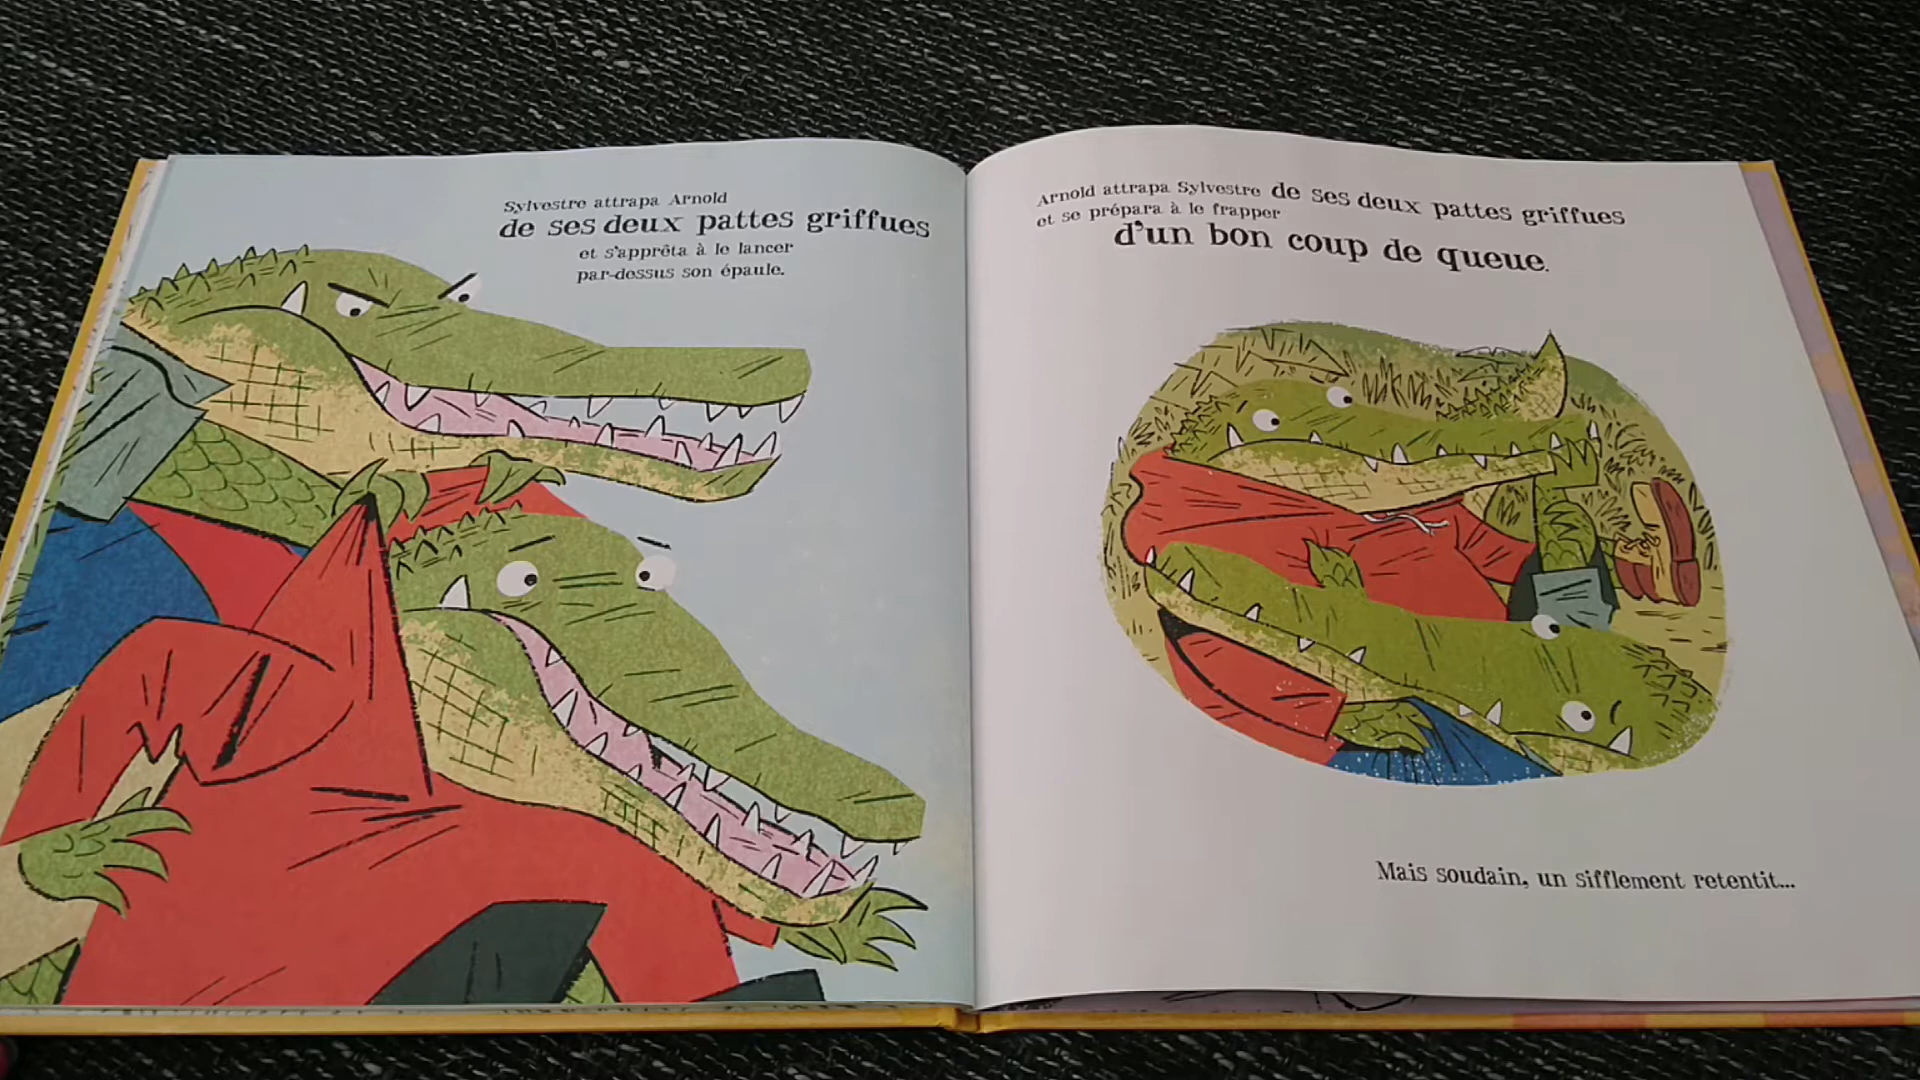 Sylvestre attrapa Arnold
de ses deux pattes griffues
et s'apprêta à le lancer
par-dessus son épaule.
Arnold attrapa Sylvestre de ses deux pattes griffues
et se prépara à le frapper
d'un bon coup de queue.
Mais soudain, un sifflement retentit...